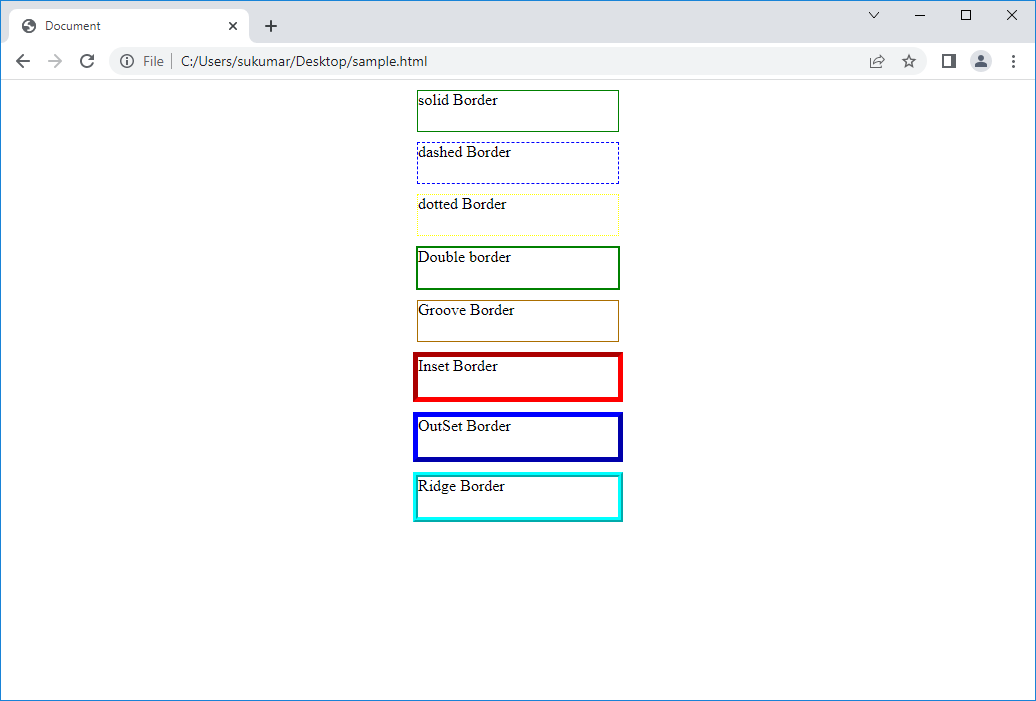 Document
File C:/Users/sukumar/Desktop/sample.html
solid Border
dashed Border
dotted Border
Double border
Groove Border
Inset Border
OutSet Border
Ridge Border